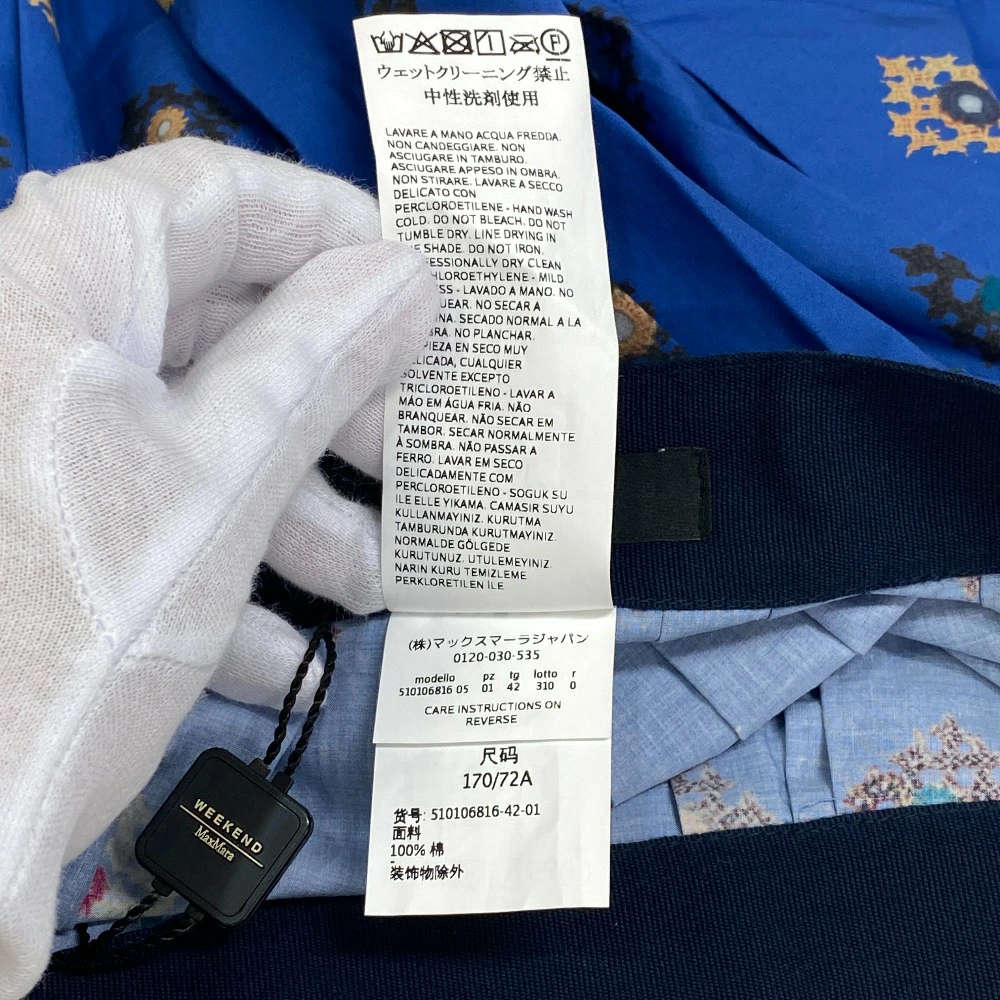 ウェットクリーニング禁止
中性洗剤使用
LAVARE A MANO ACQUA FREDDA.
NON CANDEGGIARE. NON
ASCIUGARE IN TAMBURO.
ASCIUGARE APPESO IN OMBRA.
NON STIRARE. LAVARE A SECCO
DELICATO CON
PERCLOROETILENE - HAND WASH
COLD. DO NOT BLEACH. DO NOT
TUMBLE DRY. LINE DRYING IN
SHADE. DO NOT IRON.
ESSIONALLY DRY CLEAN
HLOROETHYLENE - MILD
SS - LAVADO A MANO. NO
UEAR. NO SECAR A
NA. SECADO NORMAL A LA
BRA. NO PLANCHAR.
PIEZA EN SECO MUY
ELICADA, CUALQUIER
SOLVENTE EXCEPTO
TRICLOROETILENO - LAVAR A
MÃO EM ÁGUA FRIA. NÃO
BRANQUEAR. NÃO SECAR EM
TAMBOR. SECAR NORMALMENTE
À SOMBRA. NÃO PASSAR A
FERRO. LAVAR EM SECO
DELICADAMENTE COM
PERCLOROETILENO - SOGUK SU
ILE ELLE YIKAMA. CAMASIR SUYU
KULLANMAYINIZ. KURUTMA
TAMBURUNDA KURUTMAYINIZ.
NORMALDE GÖLGEDE
KURUTUNUZ. UTULEMEYINIZ.
NARIN KURU TEMIZLEME
PERKLORETILEN ILE
(株)マックスマーラジャパン
0120-030-535
modello pz tg lotto r
510106816 05 01 42 310 0
CARE INSTRUCTIONS ON
REVERSE
尺码
170/72A
货号: 510106816-42-01
面料
100% 棉
-
装饰物除外
WEEKEND
MaxMara